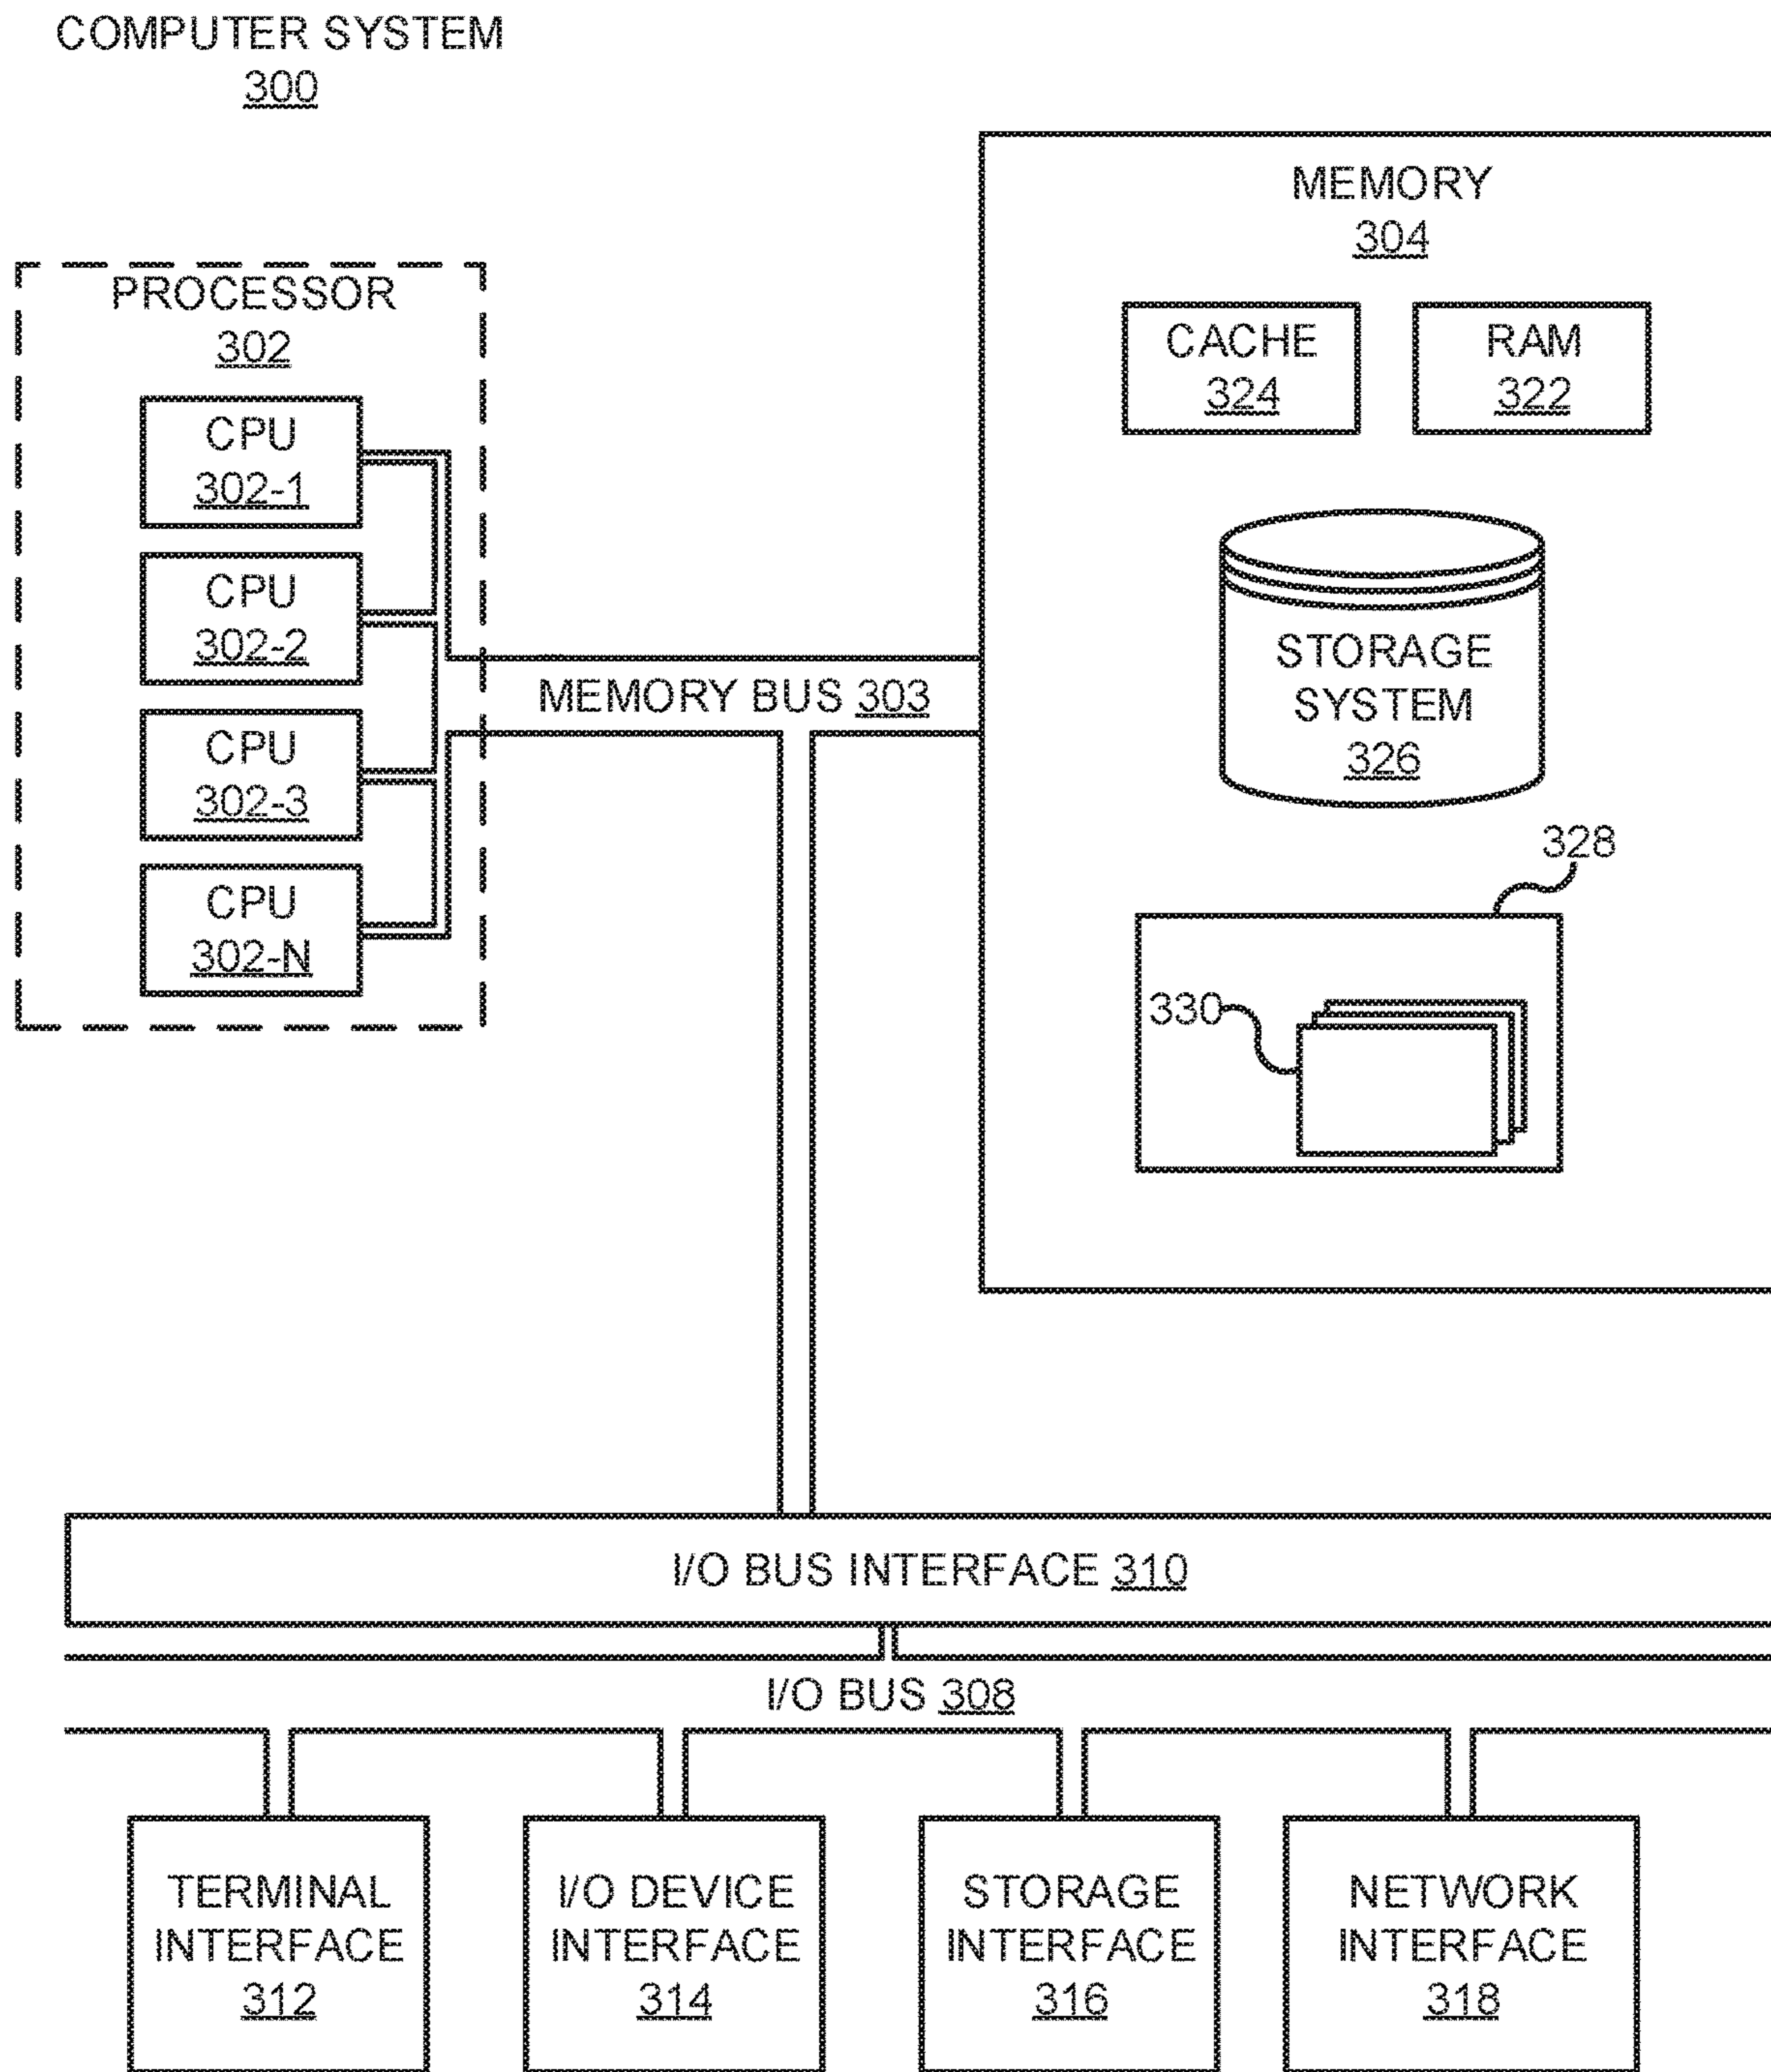 COMPUTER SYSTEM
300
PROCESSOR
302
CPU
302-1
CPU
302-2
CPU
302-3
CPU
302-N
MEMORY BUS 303
MEMORY
304
CACHE
324
RAM
322
STORAGE
SYSTEM
326
328
330
I/O BUS INTERFACE 310
I/O BUS 308
TERMINAL
INTERFACE
312
I/O DEVICE
INTERFACE
314
STORAGE
INTERFACE
316
NETWORK
INTERFACE
318